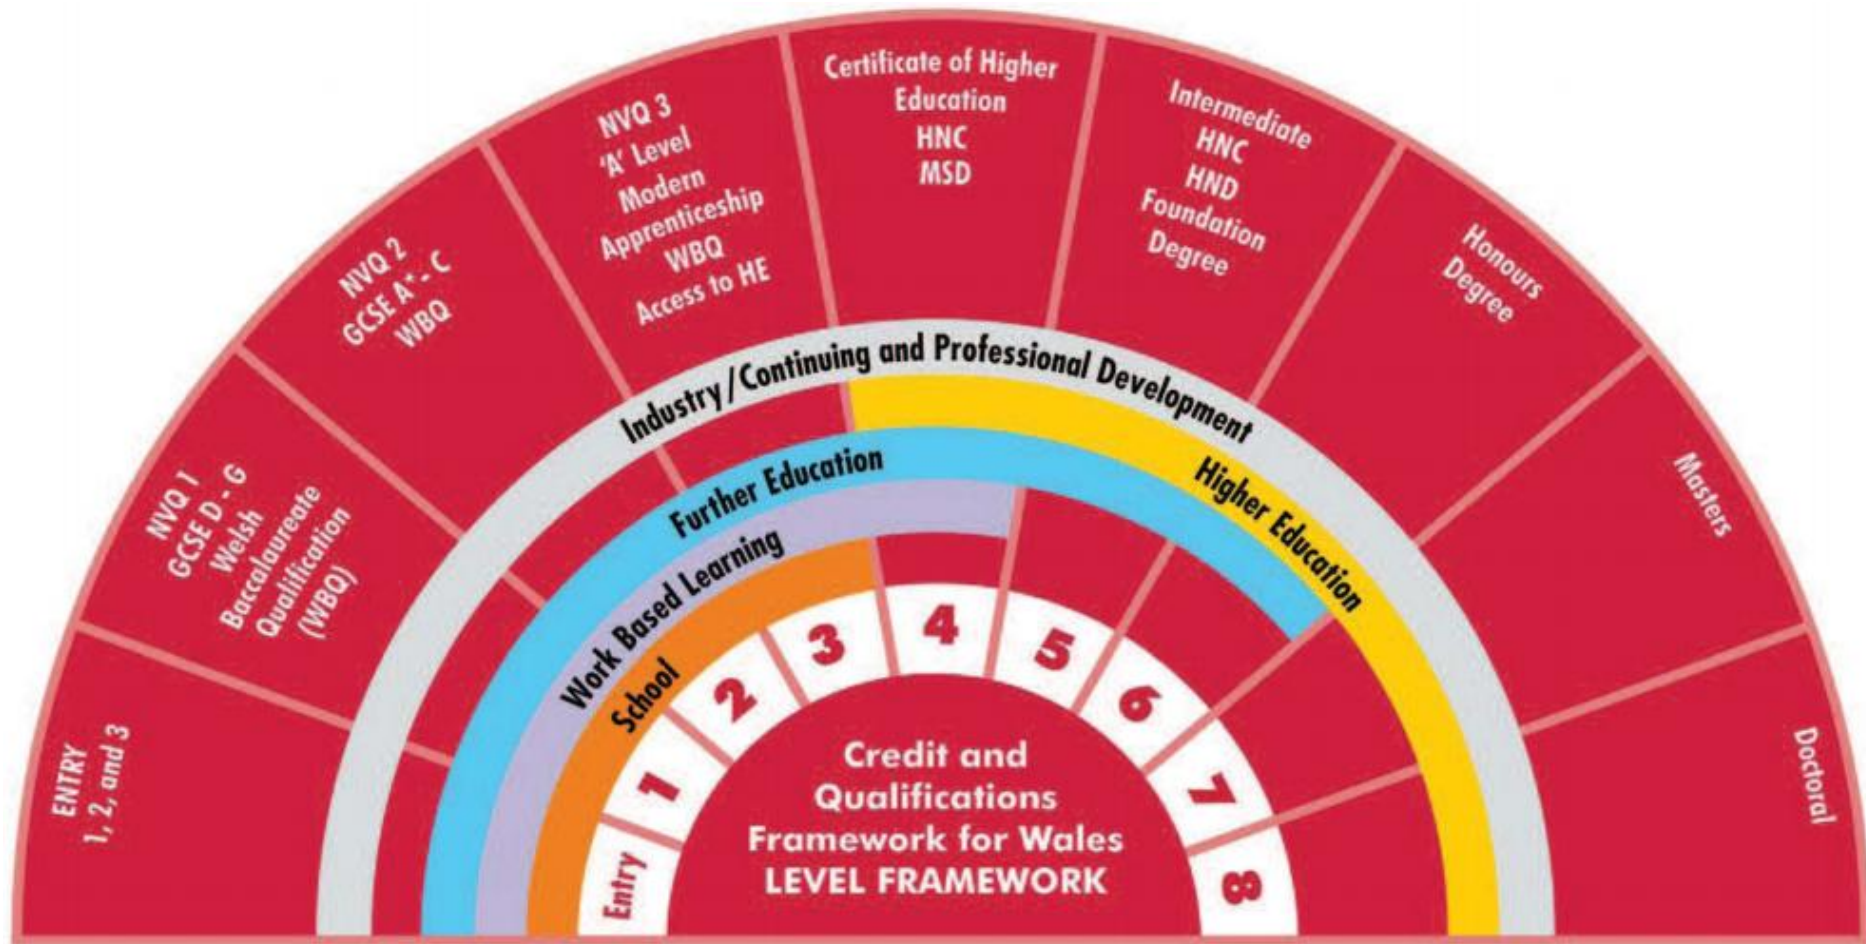 ENTRY
1, 2, and 3
NVQ 1
GCSE D - G
Welsh
Baccalaureate
Qualification
(WBQ)
NVQ 2
GCSE A*- C
WBQ
NVQ 3
'A' Level
Modern
Apprenticeship
WBQ
Access to HE
Certificate of Higher
Education
HNC
MSD
Intermediate
HNC
HND
Foundation
Degree
Honours
Degree
Masters
Doctoral
Industry/Continuing and Professional Development
Higher Education
Further Education
Work Based Learning
School
Entry
1
2
3
4
5
6
7
8
Credit and
Qualifications
Framework for Wales
LEVEL FRAMEWORK